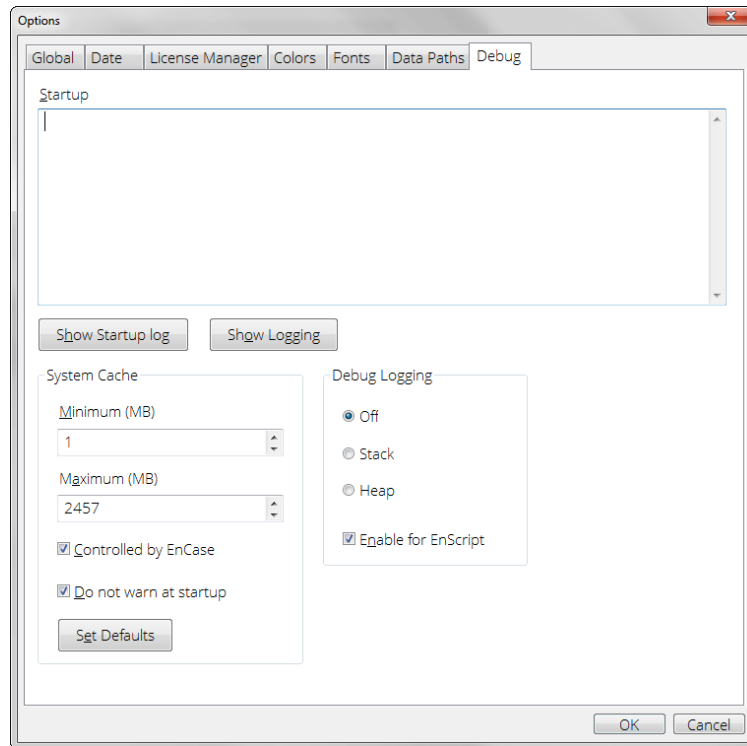 Options
Global Date License Manager Colors Fonts Data Paths Debug
Startup
Show Startup log Show Logging
System Cache Debug Logging
Minimum (MB)
Off
1
Stack
Maximum (MB)
Heap
2457
Enable for EnScript
Controlled by EnCase
Do not warn at startup
Set Defaults
OK Cancel